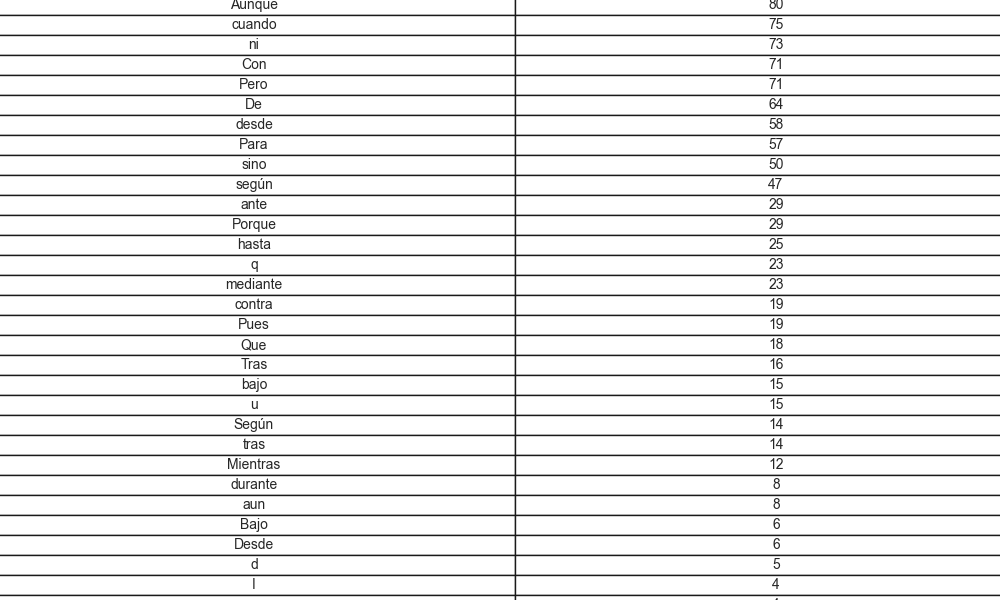 Aunque 80
cuando 75
ni 73
Con 71
Pero 71
De 64
desde 58
Para 57
sino 50
según 47
ante 29
Porque 29
hasta 25
q 23
mediante 23
contra 19
Pues 19
Que 18
Tras 16
bajo 15
u 15
Según 14
tras 14
Mientras 12
durante 8
aun 8
Bajo 6
Desde 6
d 5
l 4